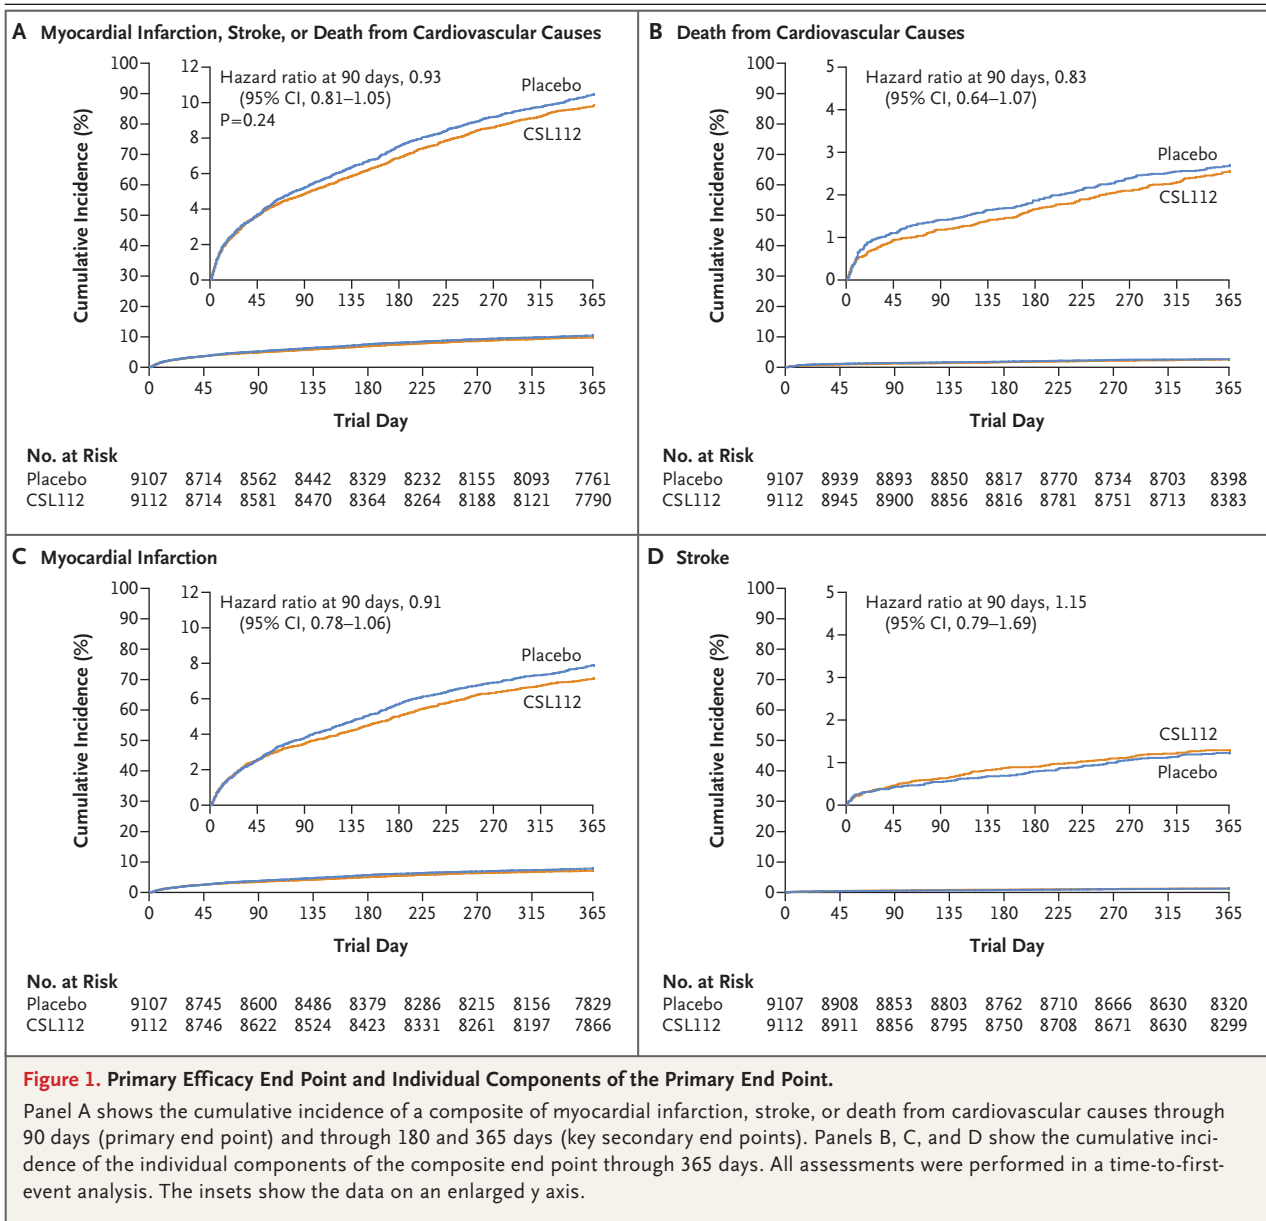 A Myocardial Infarction, Stroke, or Death from Cardiovascular Causes
Cumulative Incidence (%)
100
90
80
70
60
50
40
30
20
10
0
12
10
8
6
4
2
0
Hazard ratio at 90 days, 0.93
(95% CI, 0.81–1.05)
P=0.24
Placebo
CSL112
0 45 90 135 180 225 270 315 365
0 45 90 135 180 225 270 315 365
Trial Day
No. at Risk
Placebo 9107 8714 8562 8442 8329 8232 8155 8093 7761
CSL112 9112 8714 8581 8470 8364 8264 8188 8121 7790
B Death from Cardiovascular Causes
Cumulative Incidence (%)
100
90
80
70
60
50
40
30
20
10
0
5
4
3
2
1
0
Hazard ratio at 90 days, 0.83
(95% CI, 0.64–1.07)
Placebo
CSL112
0 45 90 135 180 225 270 315 365
0 45 90 135 180 225 270 315 365
Trial Day
No. at Risk
Placebo 9107 8939 8893 8850 8817 8770 8734 8703 8398
CSL112 9112 8945 8900 8856 8816 8781 8751 8713 8383
C Myocardial Infarction
Cumulative Incidence (%)
100
90
80
70
60
50
40
30
20
10
0
12
10
8
6
4
2
0
Hazard ratio at 90 days, 0.91
(95% CI, 0.78–1.06)
Placebo
CSL112
0 45 90 135 180 225 270 315 365
0 45 90 135 180 225 270 315 365
Trial Day
No. at Risk
Placebo 9107 8745 8600 8486 8379 8286 8215 8156 7829
CSL112 9112 8746 8622 8524 8423 8331 8261 8197 7866
D Stroke
Cumulative Incidence (%)
100
90
80
70
60
50
40
30
20
10
0
5
4
3
2
1
0
Hazard ratio at 90 days, 1.15
(95% CI, 0.79–1.69)
CSL112
Placebo
0 45 90 135 180 225 270 315 365
0 45 90 135 180 225 270 315 365
Trial Day
No. at Risk
Placebo 9107 8908 8853 8803 8762 8710 8666 8630 8320
CSL112 9112 8911 8856 8795 8750 8708 8671 8630 8299
Figure 1. Primary Efficacy End Point and Individual Components of the Primary End Point.
Panel A shows the cumulative incidence of a composite of myocardial infarction, stroke, or death from cardiovascular causes through
90 days (primary end point) and through 180 and 365 days (key secondary end points). Panels B, C, and D show the cumulative inci-
dence of the individual components of the composite end point through 365 days. All assessments were performed in a time-to-first-
event analysis. The insets show the data on an enlarged y axis.